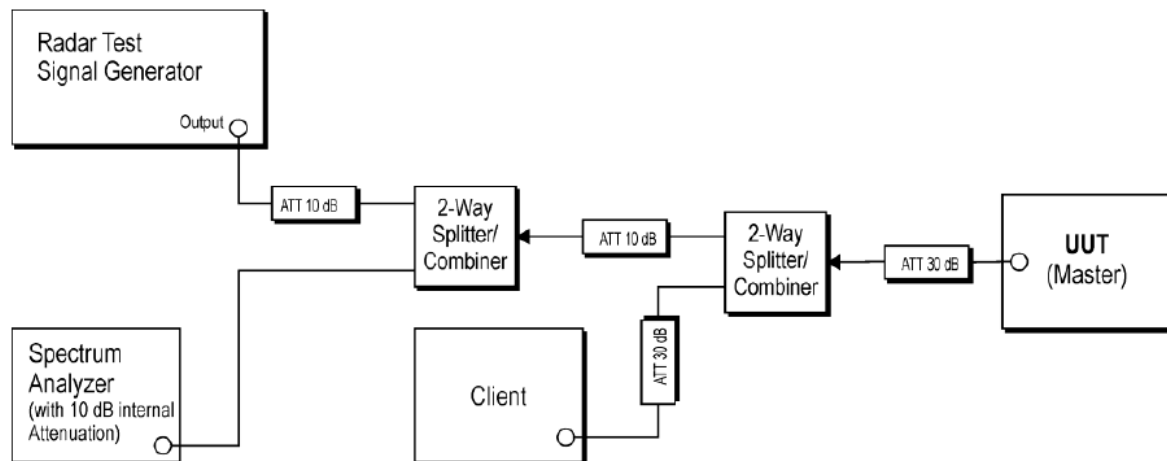 Radar Test
Signal Generator
Output
ATT 10 dB
2-Way
Splitter/
Combiner
ATT 10 dB
2-Way
Splitter/
Combiner
ATT 30 dB
UUT
(Master)
ATT 30 dB
Spectrum
Analyzer
(with 10 dB internal
Attenuation)
Client